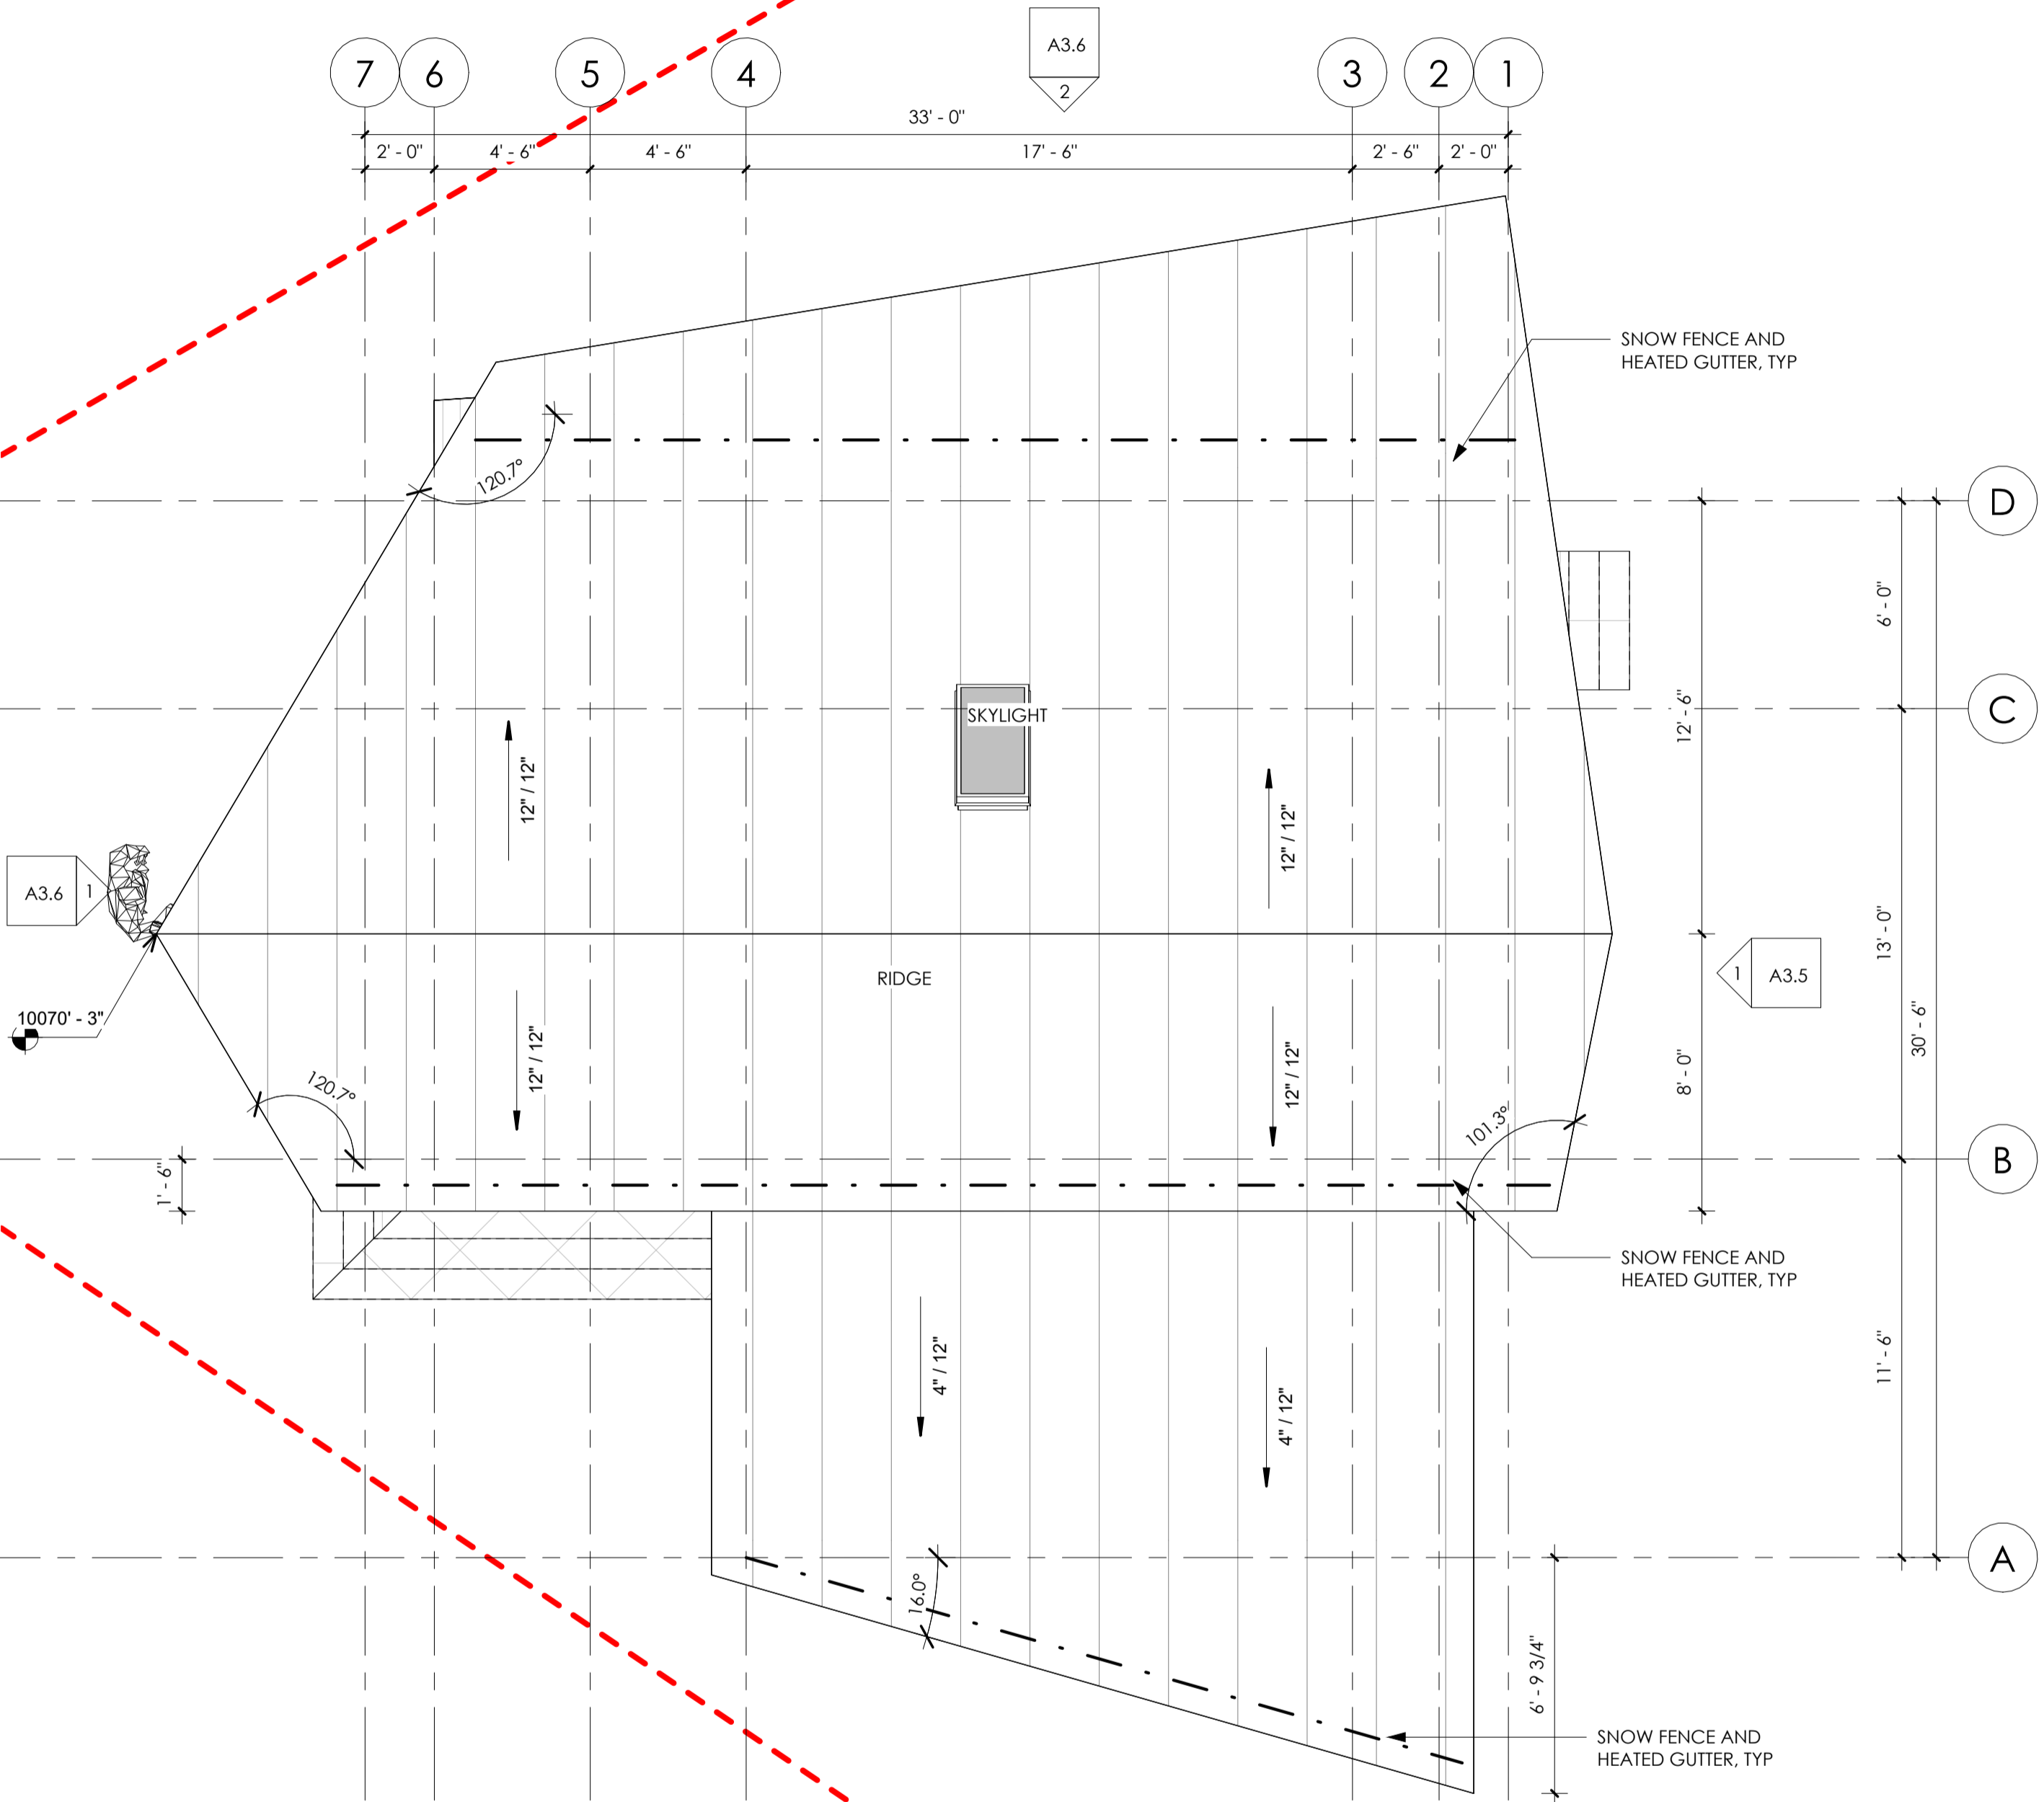 A3.6
2
7
6
5
4
3
2
1
33' - 0"
2' - 0"
4' - 6"
4' - 6"
17' - 6"
2' - 6"
2' - 0"
SNOW FENCE AND
HEATED GUTTER, TYP
120.7°
D
6' - 0"
C
12' - 6"
SKYLIGHT
12" / 12"
12" / 12"
A3.6
1
13' - 0"
RIDGE
1
A3.5
10070' - 3"
30' - 6"
12" / 12"
12" / 12"
8' - 0"
120.7°
101.3°
B
1' - 6"
SNOW FENCE AND
HEATED GUTTER, TYP
11' - 6"
4" / 12"
4" / 12"
A
16.0°
6' - 9 3/4"
SNOW FENCE AND
HEATED GUTTER, TYP